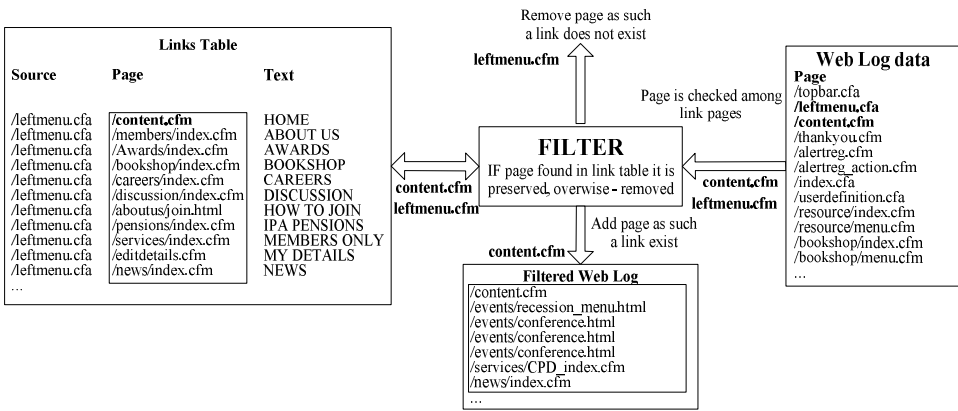 Links Table
Source Page Text
/leftmenu.cfa /content.cfm HOME
/leftmenu.cfa /members/index.cfm ABOUT US
/leftmenu.cfa /Awards/index.cfm AWARDS
/leftmenu.cfa /bookshop/index.cfm BOOKSHOP
/leftmenu.cfa /careers/index.cfm CAREERS
/leftmenu.cfa /discussion/index.cfm DISCUSSION
/leftmenu.cfa /aboutus/join.html HOW TO JOIN
/leftmenu.cfa /pensions/index.cfm IPA PENSIONS
/leftmenu.cfa /services/index.cfm MEMBERS ONLY
/leftmenu.cfa /editdetails.cfm MY DETAILS
/leftmenu.cfa /news/index.cfm NEWS
...
Remove page as such
a link does not exist
leftmenu.cfm
FILTER
IF page found in link table it is
preserved, overwise - removed
content.cfm
leftmenu.cfm
Page is checked among
link pages
content.cfm
leftmenu.cfm
Add page as such
a link exist
content.cfm
Web Log data
Page
/topbar.cfa
/leftmenu.cfa
/content.cfm
/thankyou.cfm
/alertreg.cfm
/alertreg_action.cfm
/index.cfa
/userdefinition.cfa
/resource/index.cfm
/resource/menu.cfm
/bookshop/index.cfm
/bookshop/menu.cfm
...
Filtered Web Log
/content.cfm
/events/recession_menu.html
/events/conference.html
/events/conference.html
/events/conference.html
/services/CPD_index.cfm
/news/index.cfm
...